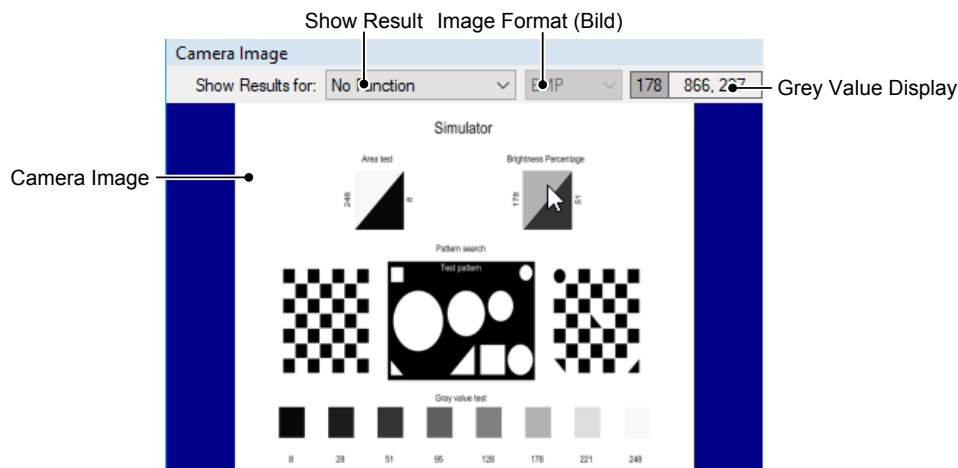 Show Result Image Format (Bild)
Camera Image
Show Results for: No Function BMP 178 866, 237
Grey Value Display
Simulator
Area test Brightness Percentage
Camera Image
248 8 178 51
Pattern search
Test pattern
Gray value test
8 28 51 95 128 178 221 248